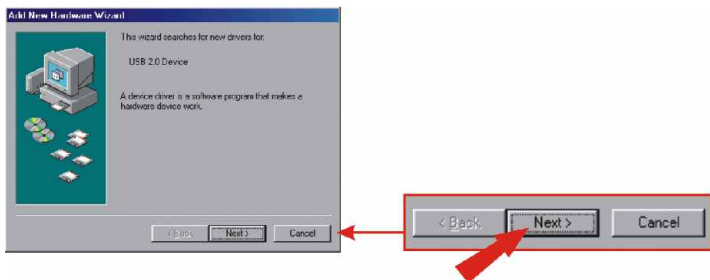 Add New Hardware Wizard
This wizard searches for new drivers for:
USB 2.0 Device
A device driver is a software program that makes a
hardware device work.
< Back Next > Cancel
< Back Next > Cancel